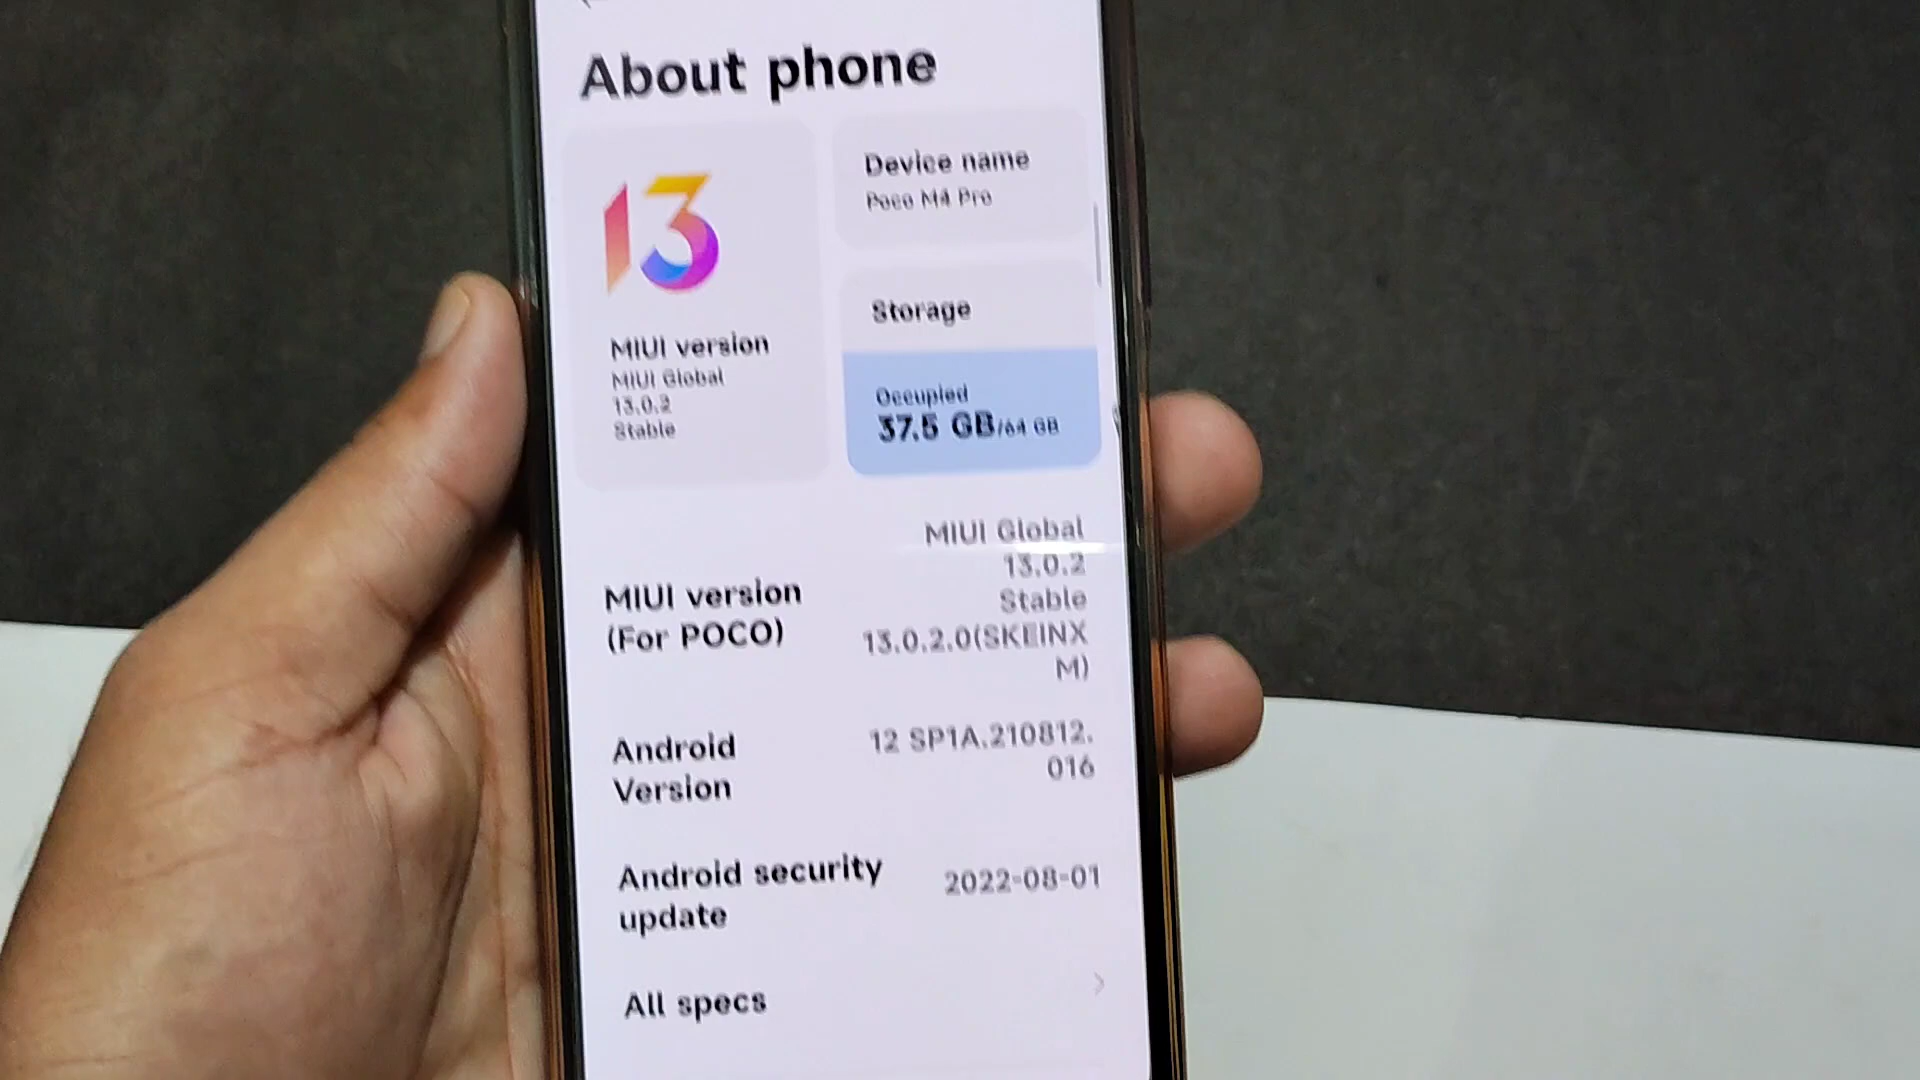 About phone
13
MIUI version
MIUI Global
13.0.2
Stable
Device name
Poco M4 Pro
Storage
Occupied
37.5 GB/64 GB
MIUI version
(For POCO)
MIUI Global
13.0.2
Stable
13.0.2.0(SKEINX
M)
Android
Version
12 SP1A.210812.
016
Android security
update
2022-08-01
All specs